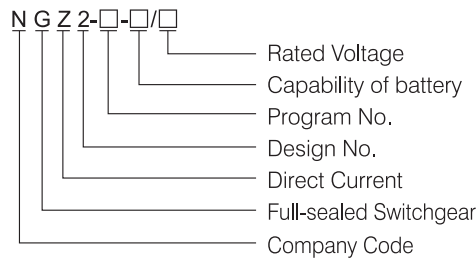 N G Z 2-□-□/□
Rated Voltage
Capability of battery
Program No.
Design No.
Direct Current
Full-sealed Switchgear
Company Code